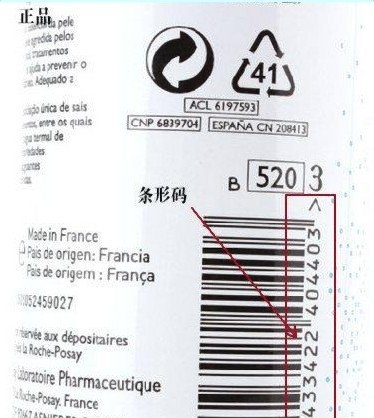 正品
de pele
pelos
tratamentos
a prevenir o
Adequado a
única de sais
entre os quais
termal de
41
ACL 6197593
CNP 6839704
ESPAÑA CN 208413
B 520 3
条形码
Made in France
País de origen: Francia
País de origem : França
52459027
aux dépositaires
La Roche-Posay
Laboratoire Pharmaceutique
Posay. France
433422 404403 >